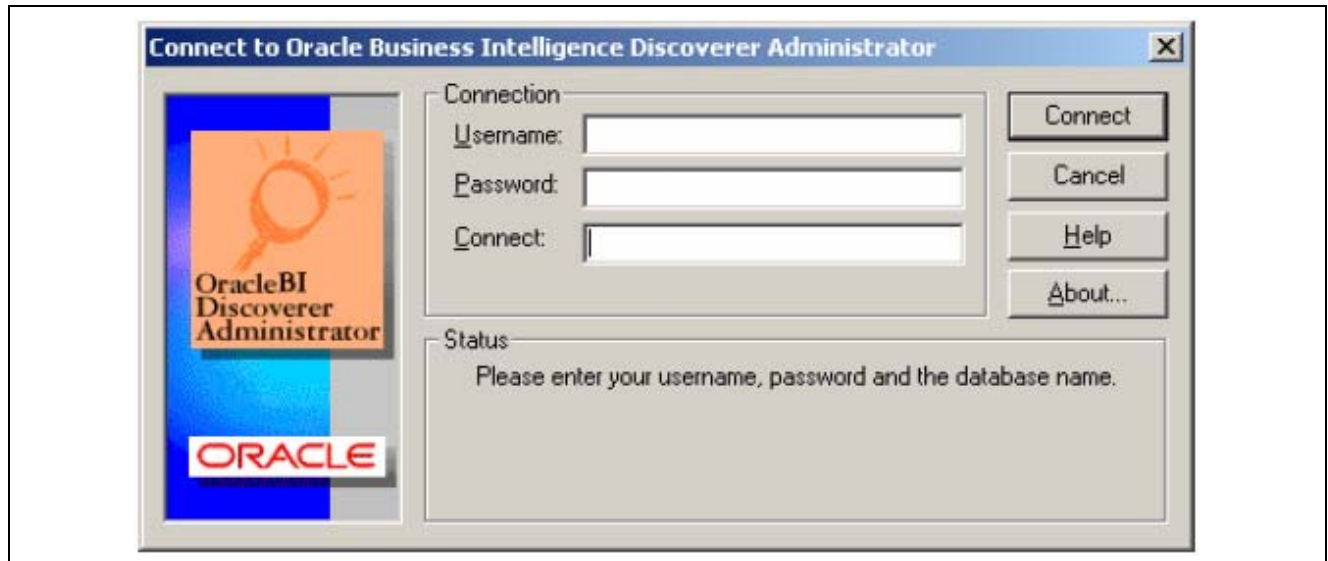 Connect to Oracle Business Intelligence Discoverer Administrator
OracleBI
Discoverer
Administrator
ORACLE
Connection
Username:
Password:
Connect:
Connect
Cancel
Help
About...
Status
Please enter your username, password and the database name.